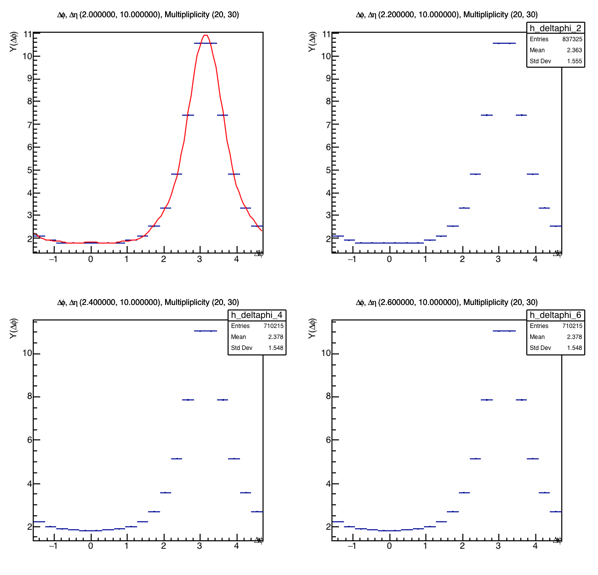 Δϕ, Δη (2.000000, 10.000000), Multipliplicity (20, 30)
Y(Δϕ)
11
10
9
8
7
6
5
4
3
2
−1 0 1 2 3 4
Δϕ
Δϕ, Δη (2.200000, 10.000000), Multipliplicity (20, 30)
h_deltaphi_2
Entries 837325
Mean 2.363
Std Dev 1.555
Y(Δϕ)
11
10
9
8
7
6
5
4
3
2
−1 0 1 2 3 4
Δϕ
Δϕ, Δη (2.400000, 10.000000), Multipliplicity (20, 30)
h_deltaphi_4
Entries 710215
Mean 2.378
Std Dev 1.548
Y(Δϕ)
10
8
6
4
2
−1 0 1 2 3 4
Δϕ
Δϕ, Δη (2.600000, 10.000000), Multipliplicity (20, 30)
h_deltaphi_6
Entries 710215
Mean 2.378
Std Dev 1.548
Y(Δϕ)
10
8
6
4
2
−1 0 1 2 3 4
Δϕ